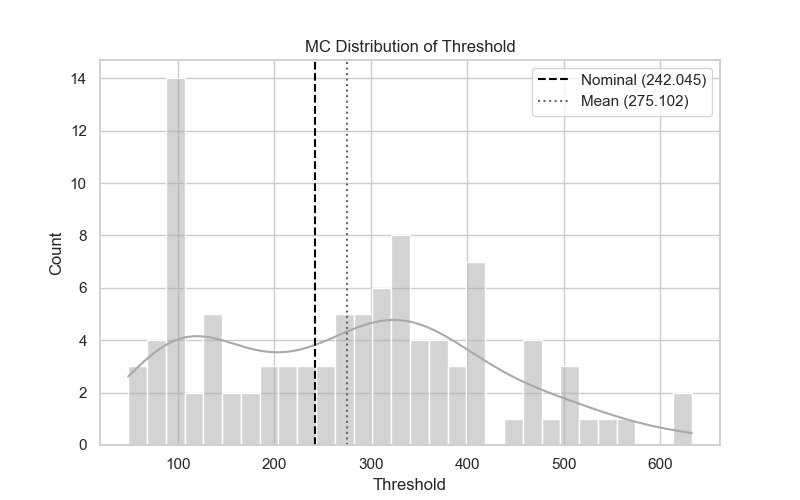 MC Distribution of Threshold
Nominal (242.045)
Mean (275.102)
Count
14
12
10
8
6
4
2
0
100 200 300 400 500 600
Threshold